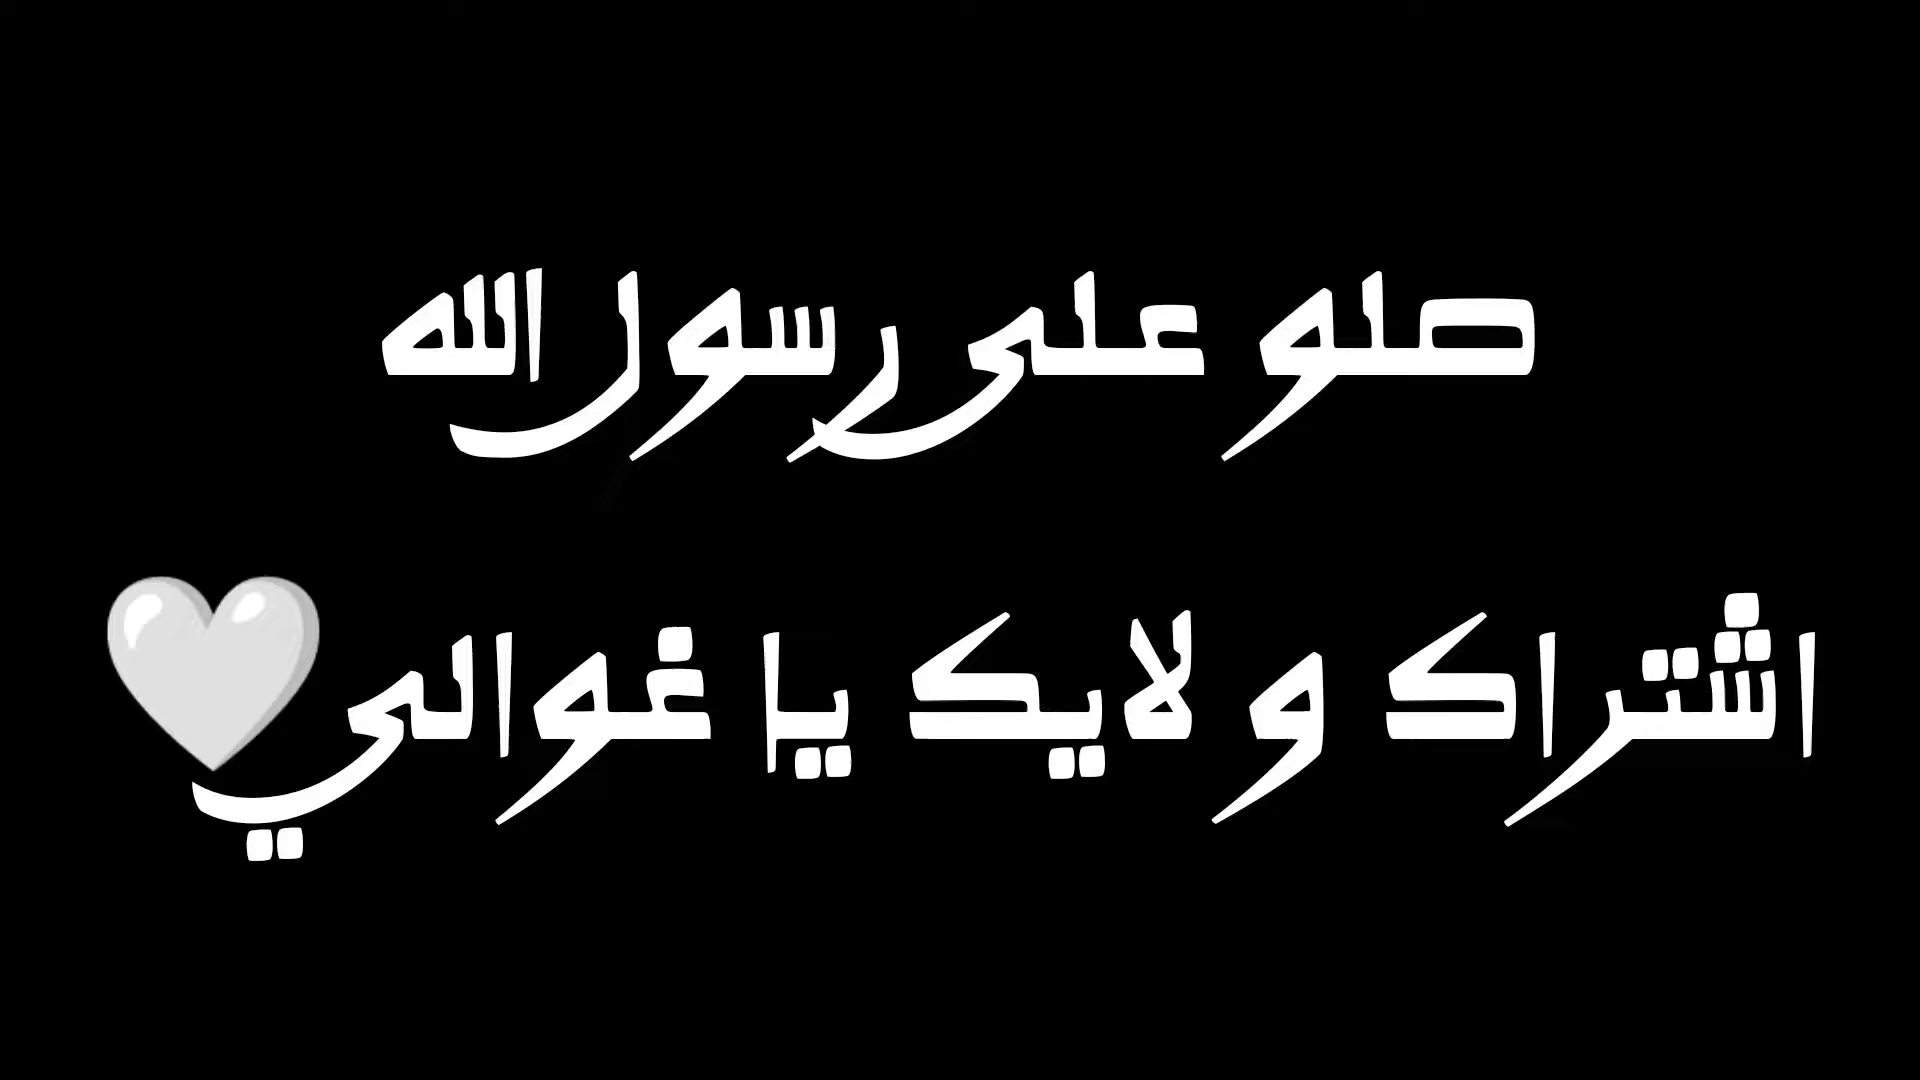 صلو على رسول الله
اشتراك و لايك يا غوالي🤍